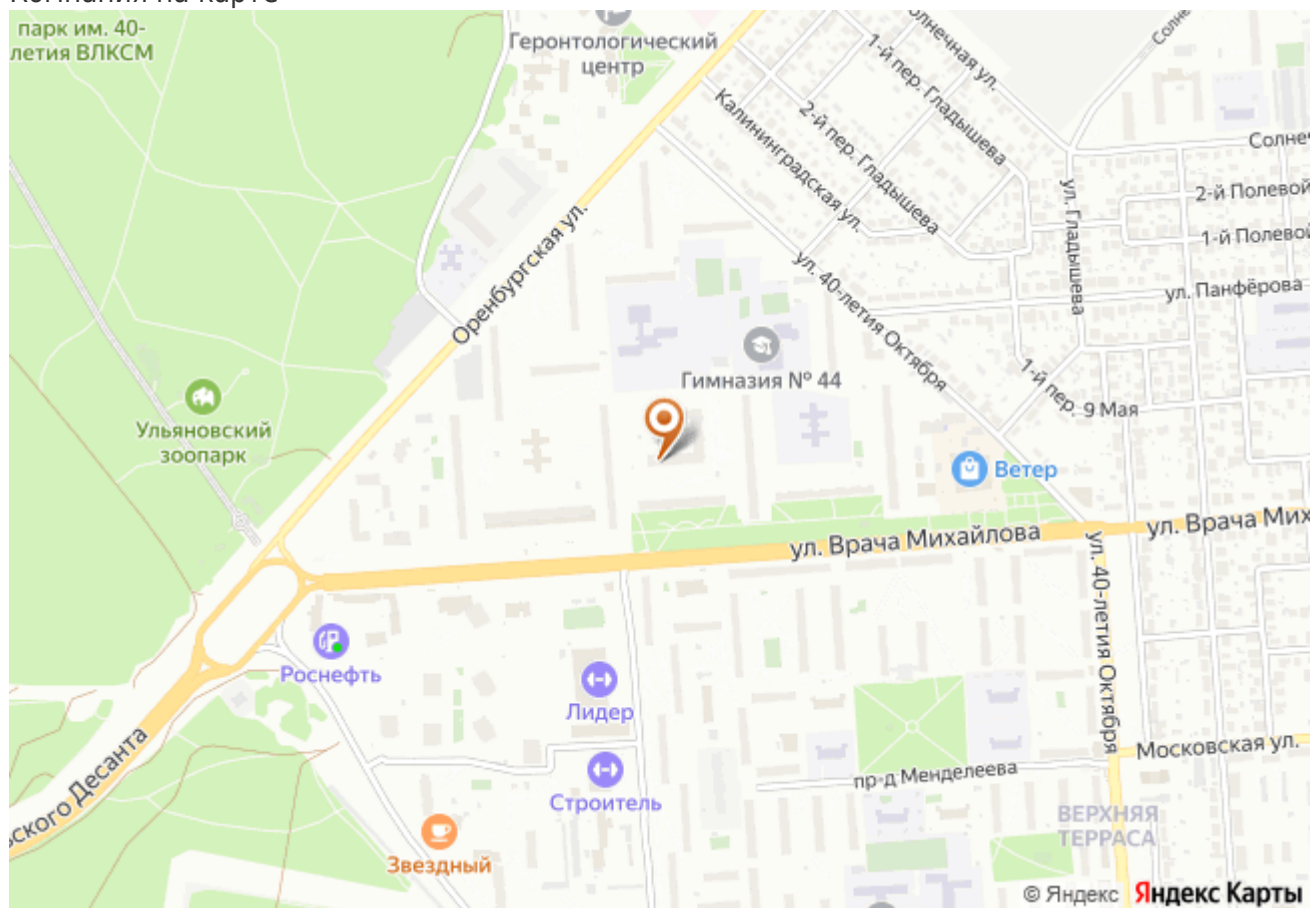 Компания на карте
парк им. 40-
летия ВЛКСМ
Геронтологический
центр
Солнечная ул.
1-й пер. Гладышева
2-й пер. Гладышева
Калининградская ул.
ул. Гладышева
2-й Полевой
1-й Полевой
ул. Панфёрова
Оренбургская ул.
ул. 40-летия Октября
1-й пер. 9 Мая
Гимназия № 44
Ульяновский
зоопарк
Ветер
ул. Врача Михайлова
ул. Врача Мих
ул. 40-летия Октября
Роснефть
Лидер
Строитель
Звездный
ского Десанта
Московская ул.
пр-д Менделеева
ВЕРХНЯЯ
ТЕРРАСА
© Яндекс Яндекс Карты